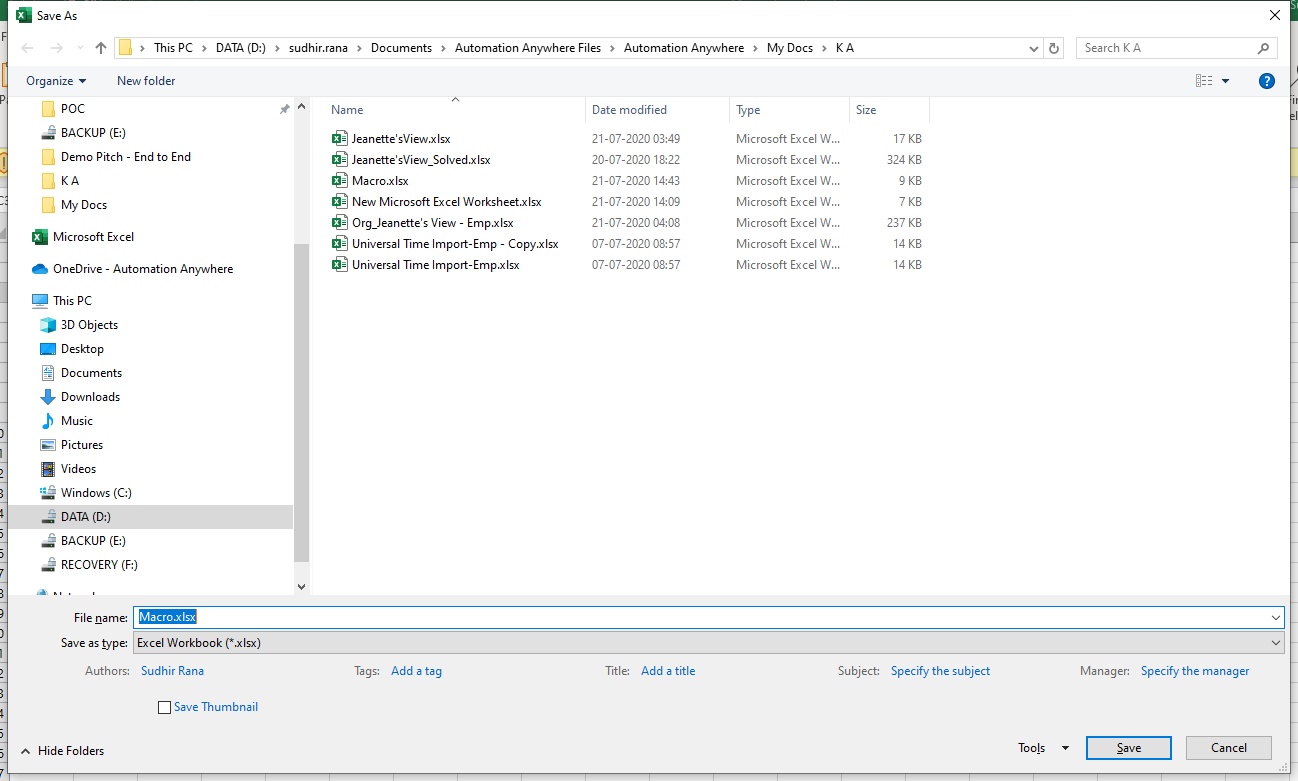 Save As
This PC > DATA (D:) > sudhir.rana > Documents > Automation Anywhere Files > Automation Anywhere > My Docs > K A
Search K A
Organize
New folder
POC
BACKUP (E:)
Demo Pitch - End to End
K A
My Docs
Microsoft Excel
OneDrive - Automation Anywhere
This PC
3D Objects
Desktop
Documents
Downloads
Music
Pictures
Videos
Windows (C:)
DATA (D:)
BACKUP (E:)
RECOVERY (F:)
Name Date modified Type Size
Jeanette'sView.xlsx 21-07-2020 03:49 Microsoft Excel W... 17 KB
Jeanette'sView_Solved.xlsx 20-07-2020 18:22 Microsoft Excel W... 324 KB
Macro.xlsx 21-07-2020 14:43 Microsoft Excel W... 9 KB
New Microsoft Excel Worksheet.xlsx 21-07-2020 14:09 Microsoft Excel W... 7 KB
Org_Jeanette's View - Emp.xlsx 21-07-2020 04:08 Microsoft Excel W... 237 KB
Universal Time Import-Emp - Copy.xlsx 07-07-2020 08:57 Microsoft Excel W... 14 KB
Universal Time Import-Emp.xlsx 07-07-2020 08:57 Microsoft Excel W... 14 KB
File name: Macro.xlsx
Save as type: Excel Workbook (*.xlsx)
Authors: Sudhir Rana Tags: Add a tag Title: Add a title Subject: Specify the subject Manager: Specify the manager
Save Thumbnail
Hide Folders
Tools
Save
Cancel